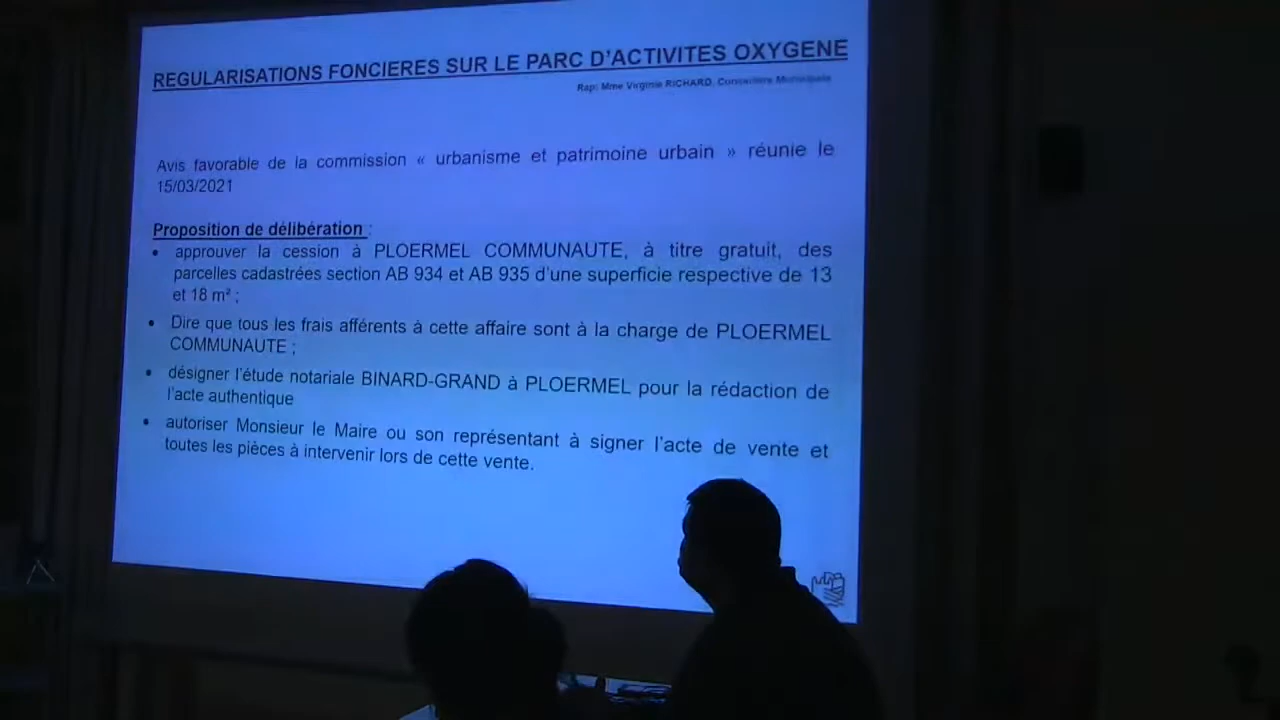 REGULARISATIONS FONCIERES SUR LE PARC D'ACTIVITES OXYGENE
Rap: Mme Virginie RICHARD, Conseillère Municipale
Avis favorable de la commission « urbanisme et patrimoine urbain » réunie le
15/03/2021
Proposition de délibération :
• approuver la cession à PLOERMEL COMMUNAUTE, à titre gratuit, des
parcelles cadastrées section AB 934 et AB 935 d'une superficie respective de 13
et 18 m² ;
• Dire que tous les frais afférents à cette affaire sont à la charge de PLOERMEL
COMMUNAUTE ;
• désigner l'étude notariale BINARD-GRAND à PLOERMEL pour la rédaction de
l'acte authentique
• autoriser Monsieur le Maire ou son représentant à signer l'acte de vente et
toutes les pièces à intervenir lors de cette vente.